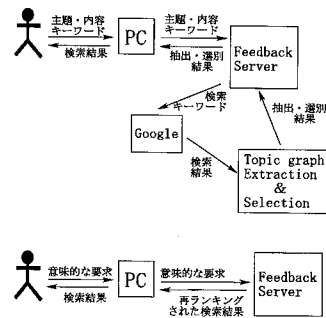 主題・内容
キーワード
検索結果
PC
主題・内容
キーワード
抽出・選別
結果
Feedback
Server
検索
キーワード
抽出・選別
結果
Google
検索
結果
Topic graph
Extraction
&
Selection
意味的な要求
検索結果
PC
意味的な要求
再ランキング
された検索結果
Feedback
Server